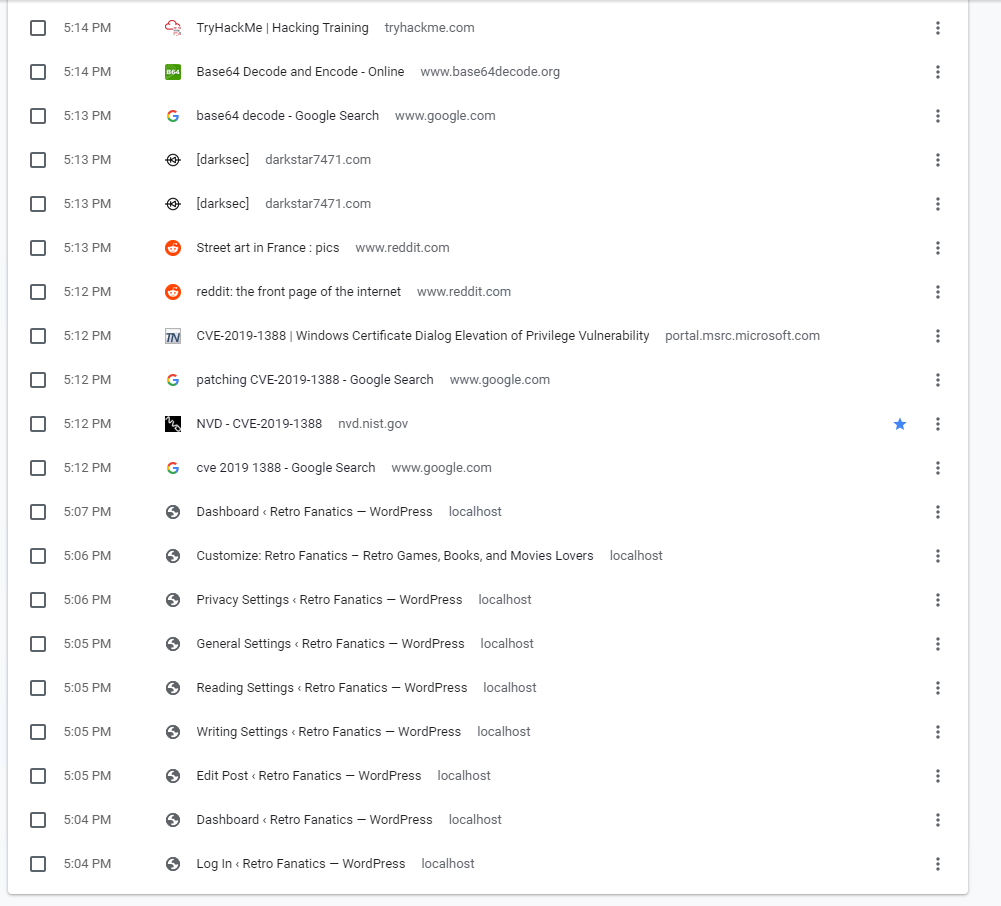 5:14 PM TryHackMe | Hacking Training tryhackme.com
5:14 PM B64 Base64 Decode and Encode - Online www.base64decode.org
5:13 PM base64 decode - Google Search www.google.com
5:13 PM [darksec] darkstar7471.com
5:13 PM [darksec] darkstar7471.com
5:13 PM Street art in France : pics www.reddit.com
5:12 PM reddit: the front page of the internet www.reddit.com
5:12 PM TN CVE-2019-1388 | Windows Certificate Dialog Elevation of Privilege Vulnerability portal.msrc.microsoft.com
5:12 PM patching CVE-2019-1388 - Google Search www.google.com
5:12 PM NVD - CVE-2019-1388 nvd.nist.gov
5:12 PM cve 2019 1388 - Google Search www.google.com
5:07 PM Dashboard ‹ Retro Fanatics — WordPress localhost
5:06 PM Customize: Retro Fanatics – Retro Games, Books, and Movies Lovers localhost
5:06 PM Privacy Settings ‹ Retro Fanatics — WordPress localhost
5:05 PM General Settings ‹ Retro Fanatics — WordPress localhost
5:05 PM Reading Settings ‹ Retro Fanatics — WordPress localhost
5:05 PM Writing Settings ‹ Retro Fanatics — WordPress localhost
5:05 PM Edit Post ‹ Retro Fanatics — WordPress localhost
5:04 PM Dashboard ‹ Retro Fanatics — WordPress localhost
5:04 PM Log In ‹ Retro Fanatics — WordPress localhost